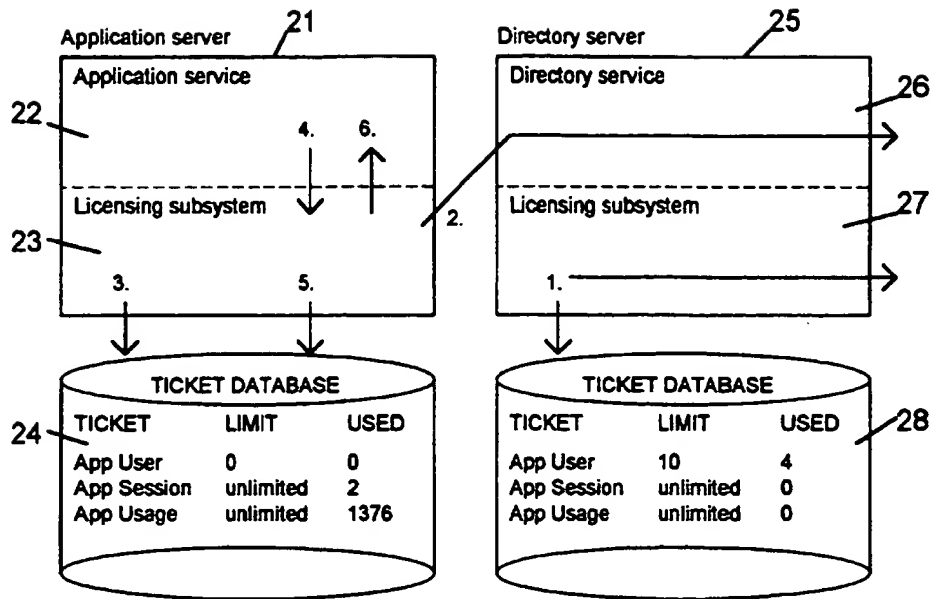 21
25
Application server
Directory server
Application service
Directory service
22
26
4.
6.
Licensing subsystem
2.
Licensing subsystem
27
23
3.
5.
1.
TICKET DATABASE
TICKET DATABASE
24
TICKET LIMIT USED
TICKET LIMIT USED
28
App User 0 0
App User 10 4
App Session unlimited 2
App Session unlimited 0
App Usage unlimited 1376
App Usage unlimited 0